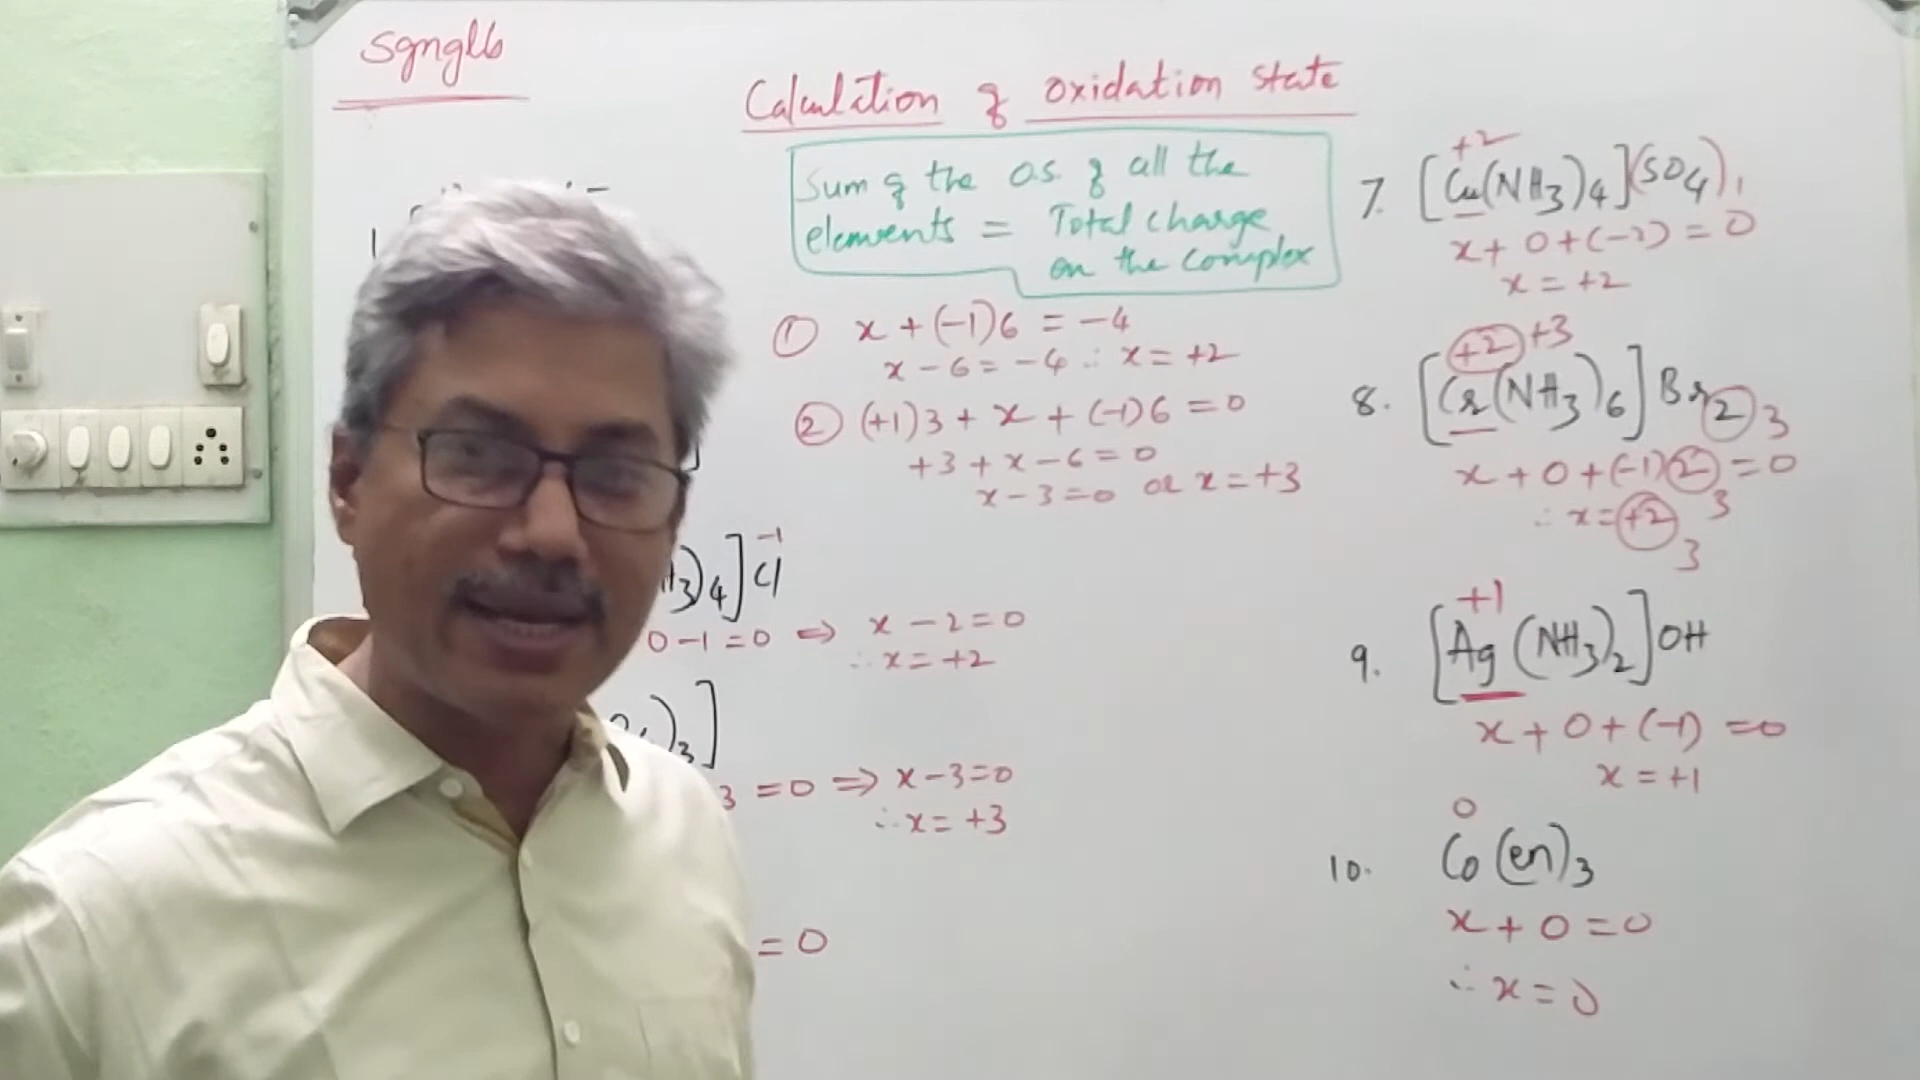 sgnglb
Calculation of oxidation state
Sum of the O.S. of all the
elements = Total charge
on the complex
1
① x + (-1)6 = -4
x - 6 = -4 ∴ x = +2
② (+1)3 + x + (-1)6 = 0
+3 + x - 6 = 0
x - 3 = 0 or x = +3
-1
3)4]Cl
0 - 1 = 0 ⇒ x - 2 = 0
∴ x = +2
)3]
3 = 0 ⇒ x - 3 = 0
∴ x = +3
= 0
+2
7. [Cu(NH3)4](SO4)1
x + 0 + (-2) = 0
x = +2
+2 +3
8. [Cr(NH3)6]Br2 3
x + 0 + (-1)2 = 0
3
∴ x = +2
3
+1
9. [Ag(NH3)2]OH
x + 0 + (-1) = 0
x = +1
0
10. Co(en)3
x + 0 = 0
∴ x = 0